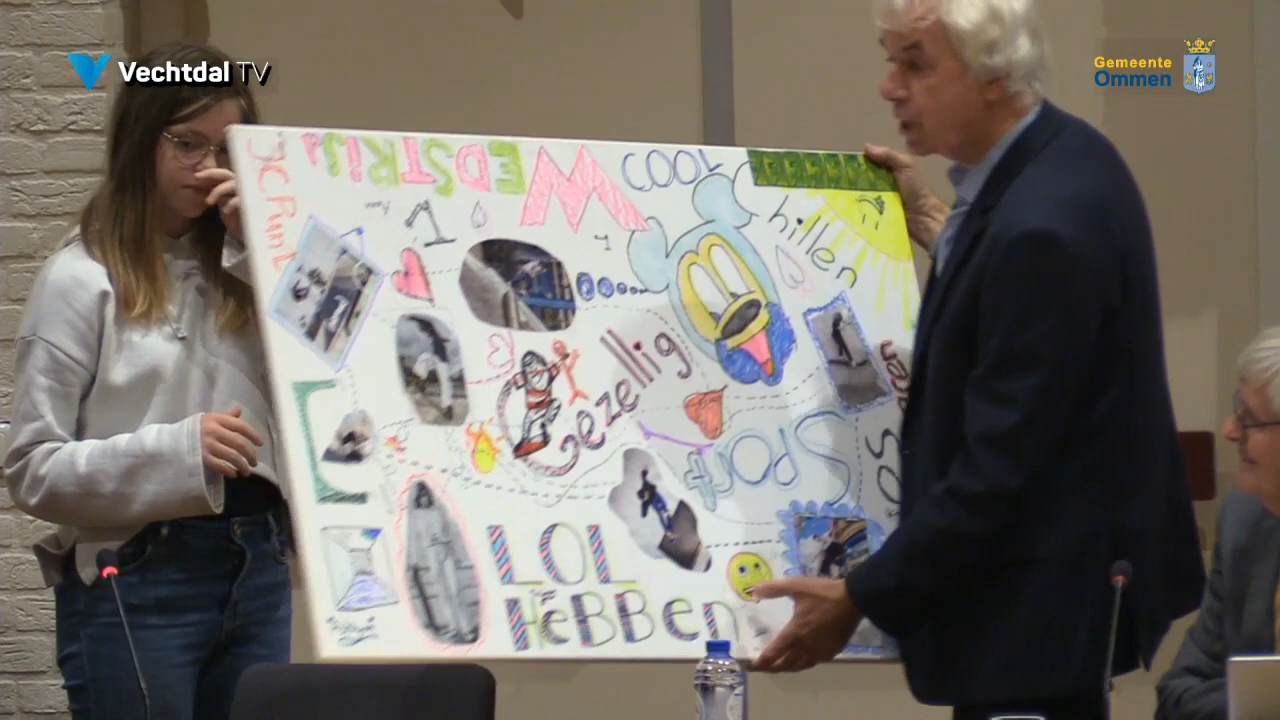 Vechtdal TV
Gemeente
Ommen
WEDSTRIJ
COOL
Chillen
1
Gezellig
Sport
LOL
HEBBEN